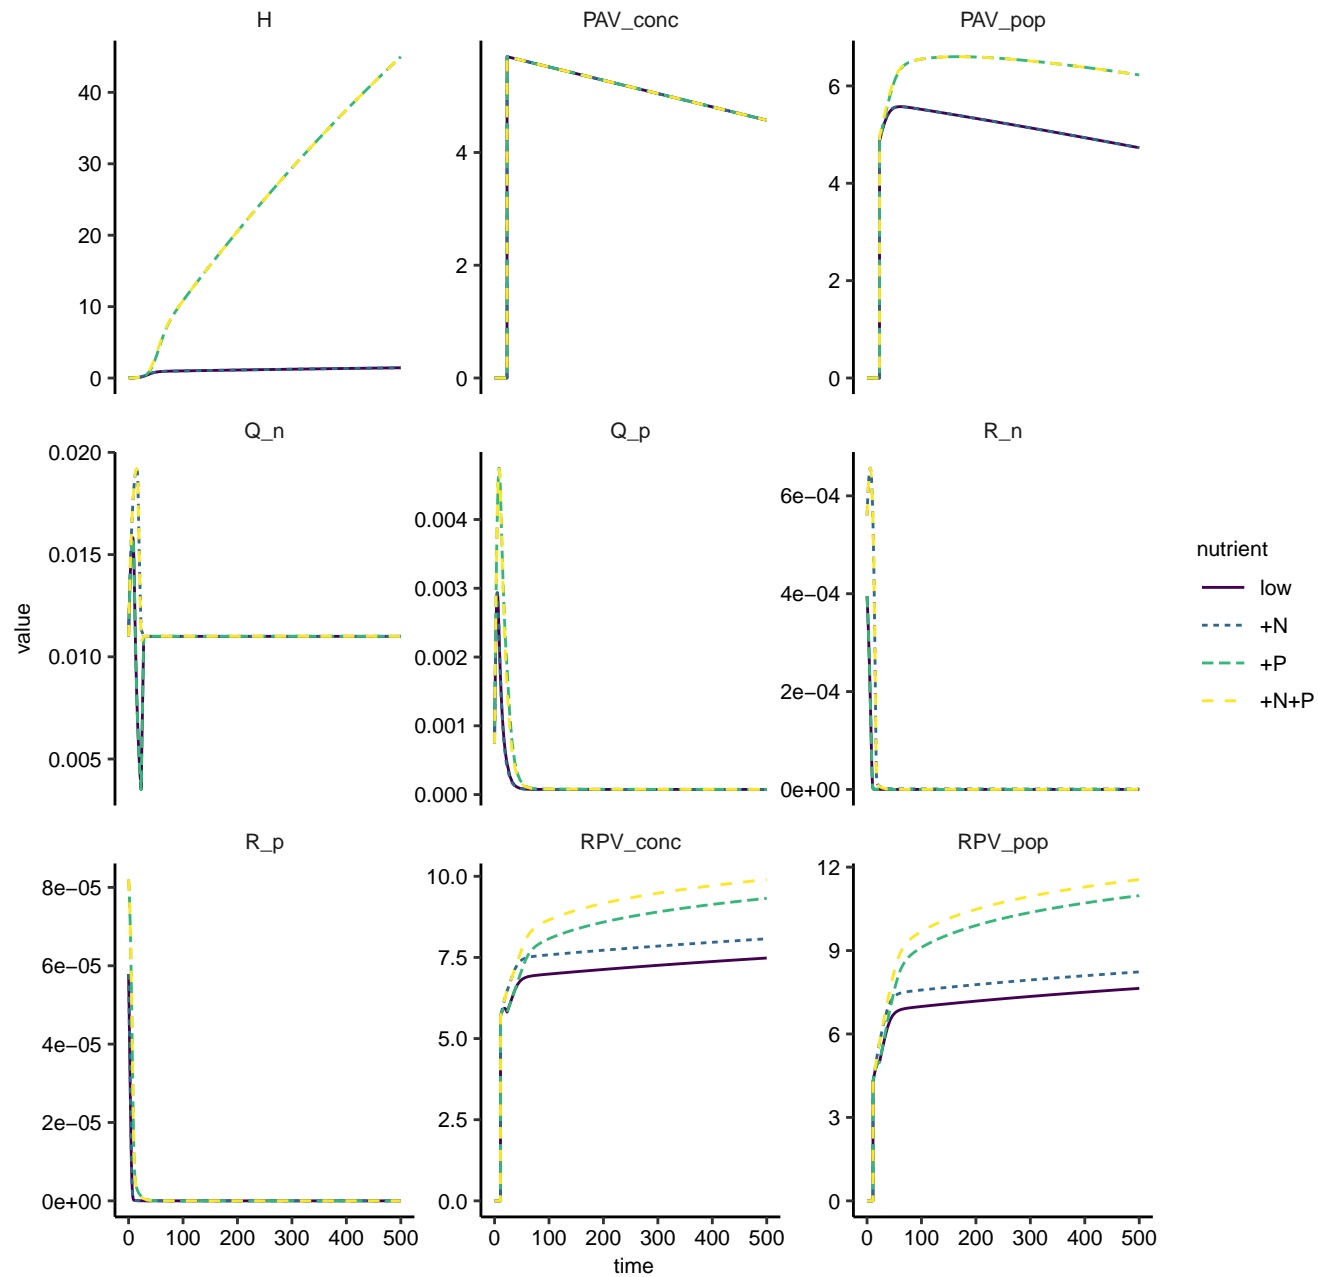 H
PAV_conc
PAV_pop
40
30
20
10
0
4
2
0
6
4
2
0
Q_n
Q_p
R_n
0.020
0.015
0.010
0.005
0.004
0.003
0.002
0.001
0.000
6e−04
4e−04
2e−04
0e+00
R_p
RPV_conc
RPV_pop
8e−05
6e−05
4e−05
2e−05
0e+00
10.0
7.5
5.0
2.5
0.0
12
9
6
3
0
0 100 200 300 400 500
0 100 200 300 400 500
0 100 200 300 400 500
time
value
nutrient
low
+N
+P
+N+P